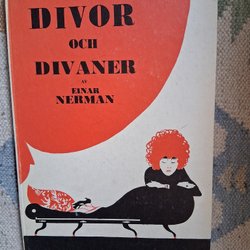 DIVOR
OCH
DIVANER
AV
EINAR
NERMAN